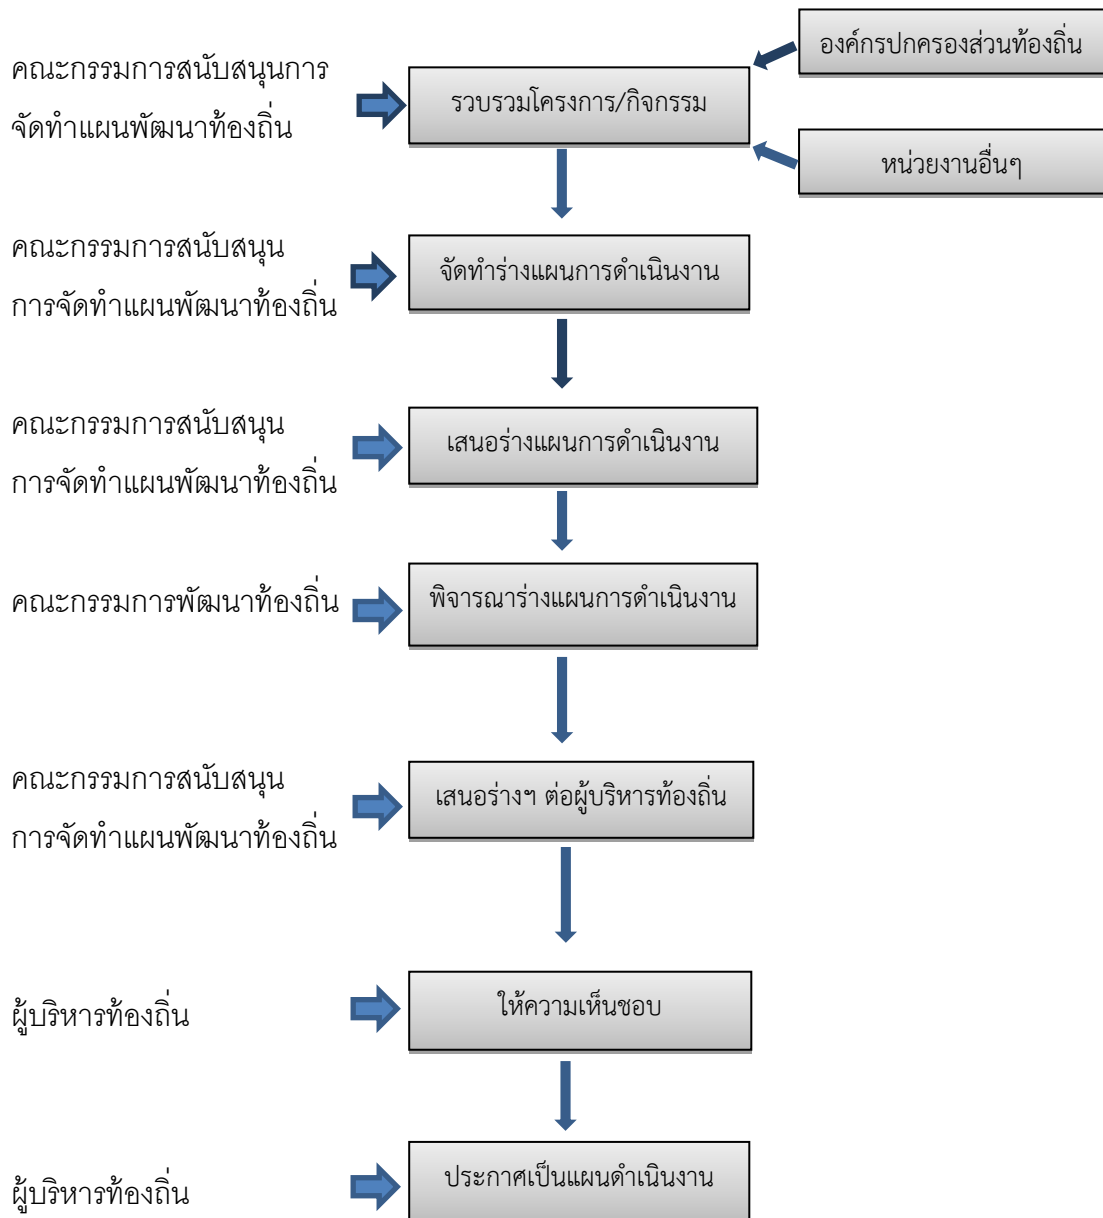 องค์กรปกครองส่วนท้องถิ่น
คณะกรรมการสนับสนุนการ
จัดทำแผนพัฒนาท้องถิ่น
รวบรวมโครงการ/กิจกรรม
หน่วยงานอื่นๆ
คณะกรรมการสนับสนุน
การจัดทำแผนพัฒนาท้องถิ่น
จัดทำร่างแผนการดำเนินงาน
คณะกรรมการสนับสนุน
การจัดทำแผนพัฒนาท้องถิ่น
เสนอร่างแผนการดำเนินงาน
คณะกรรมการพัฒนาท้องถิ่น
พิจารณาร่างแผนการดำเนินงาน
คณะกรรมการสนับสนุน
การจัดทำแผนพัฒนาท้องถิ่น
เสนอร่างฯ ต่อผู้บริหารท้องถิ่น
ผู้บริหารท้องถิ่น
ให้ความเห็นชอบ
ผู้บริหารท้องถิ่น
ประกาศเป็นแผนดำเนินงาน